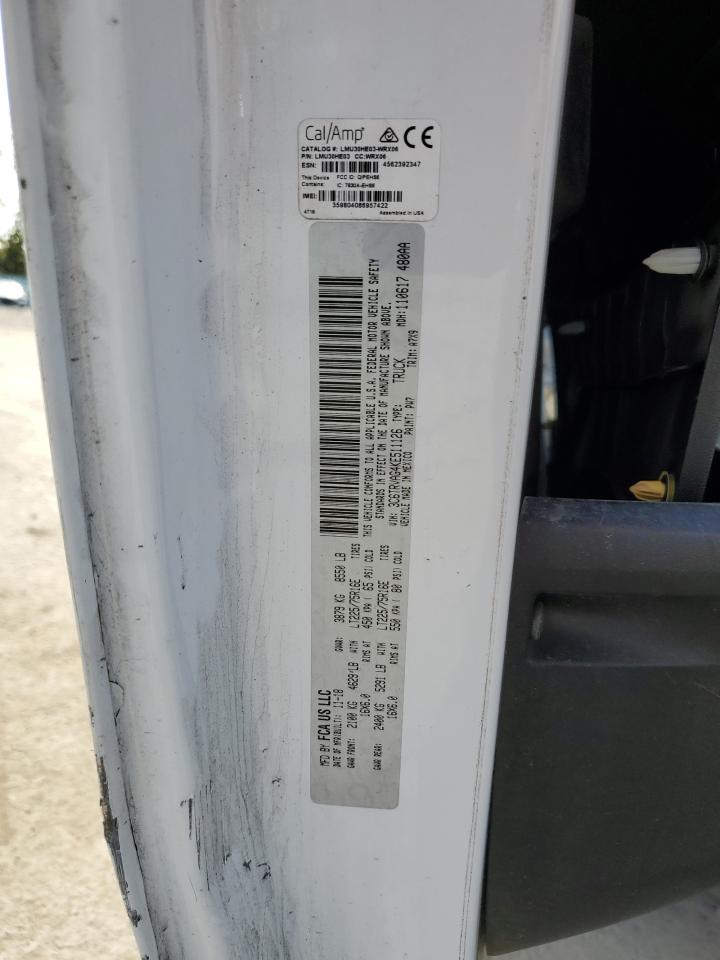 Cal/Amp
CATALOG #: LMU30HE03-WRX06
P/N: LMU30HE03 CC:WRX06
ESN: 4562392347
This Device Contains: FCC ID: QIPEHS6
IC: 7830A-EHS6
IMEI: 359804086957422
4718 Assembled in USA
MFD BY FCA US LLC
DATE OF MFR(BUILT): 11-18 GVWR: 3879 KG 8550 LB
GAWR FRONT: 2100 KG 4629 LB WITH LT225/75R16E TIRES
16X6.0 RIMS AT 450 KPA ( 65 PSI) COLD
GAWR REAR: 2400 KG 5291 LB WITH LT225/75R16E TIRES
16X6.0 RIMS AT 550 KPA ( 80 PSI) COLD
THIS VEHICLE CONFORMS TO ALL APPLICABLE U.S.A. FEDERAL MOTOR VEHICLE SAFETY
STANDARDS IN EFFECT ON THE DATE OF MANUFACTURE SHOWN ABOVE.
VIN: 3C6TRVAG4KE511126 TYPE: TRUCK MDH:110617 480AA
VEHICLE MADE IN MEXICO PAINT: PW7 TRIM: A7X9